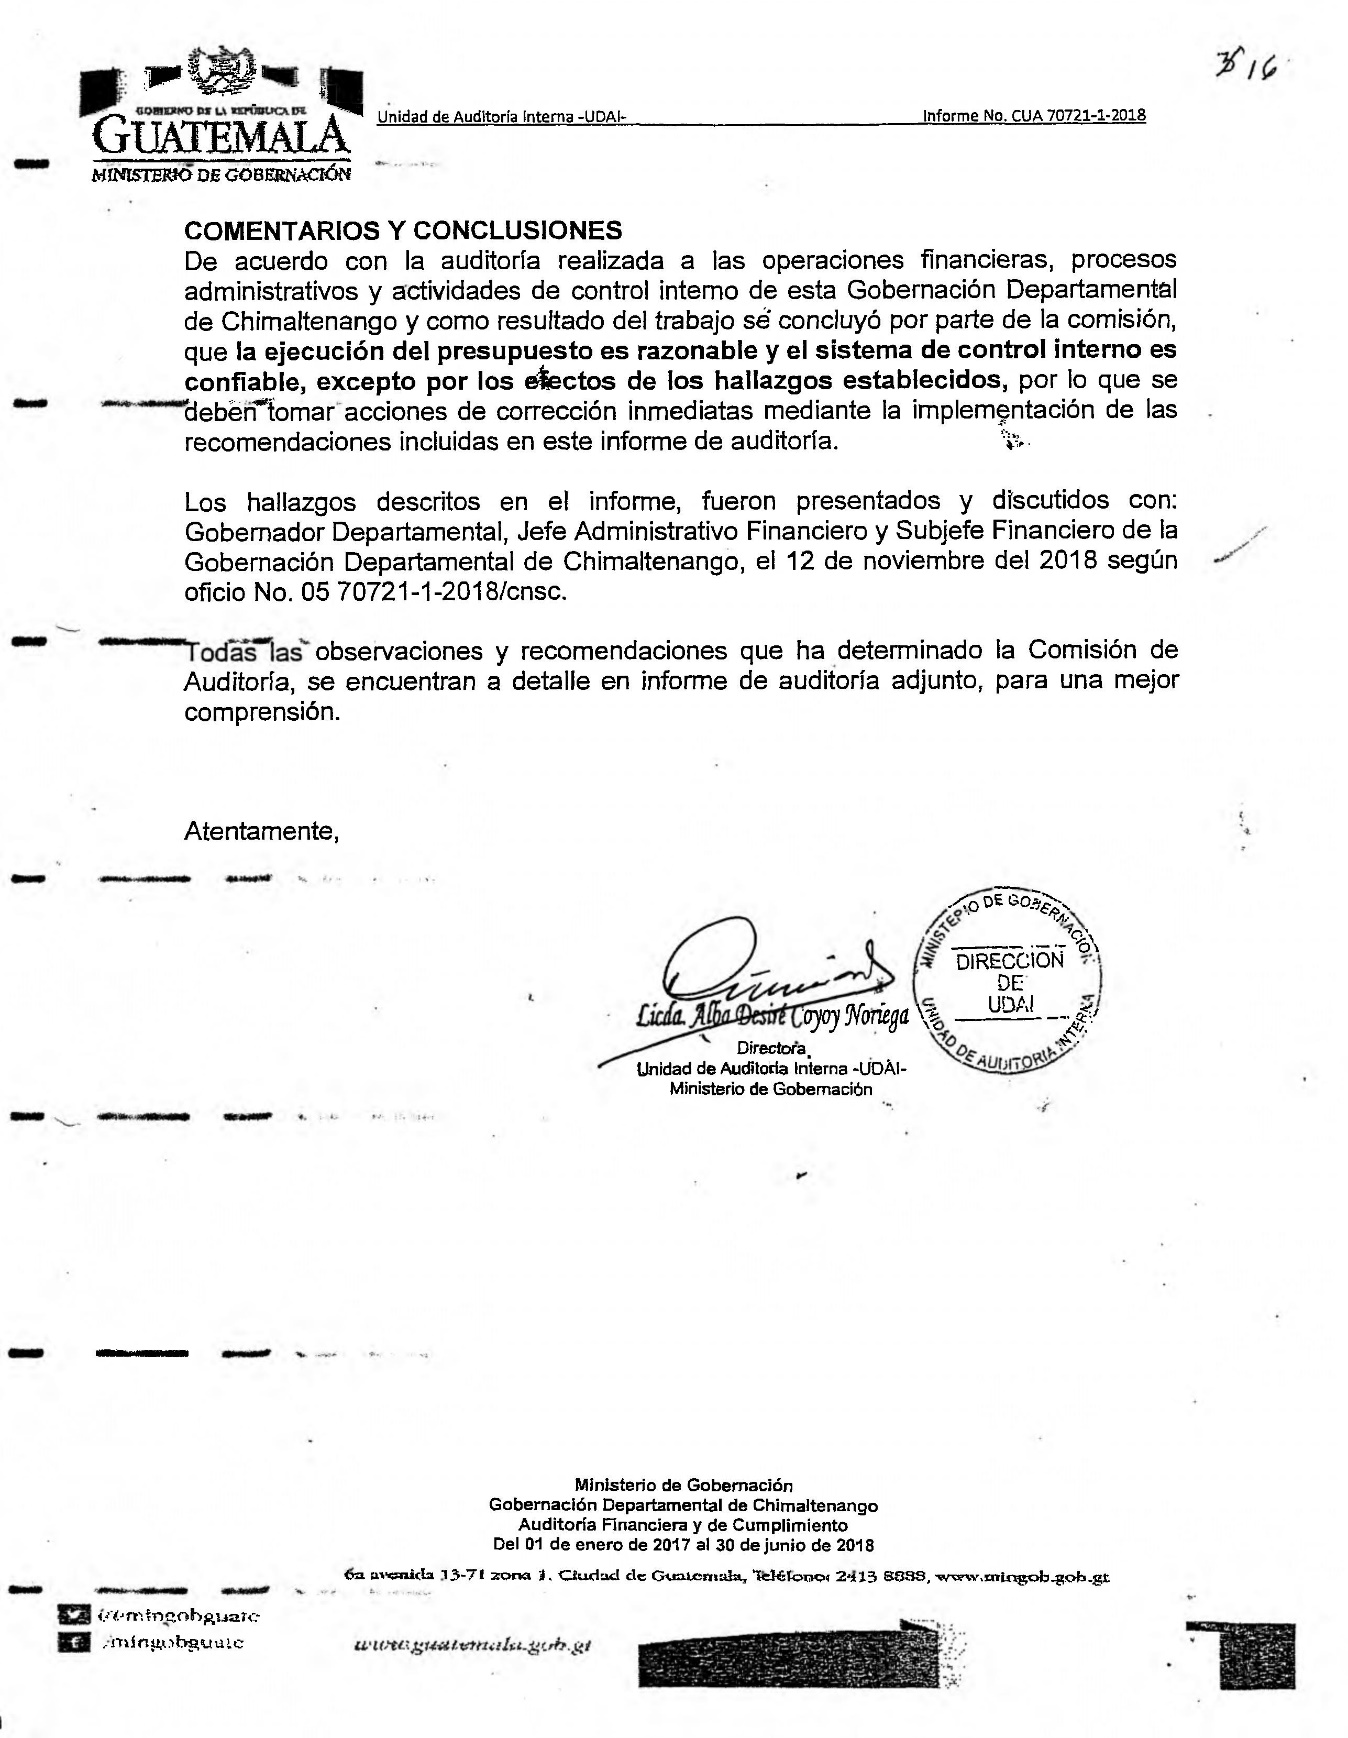 16
GOBIERNO DE LA REPÚBLICA DE
GUATEMALA
MINISTERIO DE GOBERNACIÓN
Unidad de Auditoría Interna -UDAI- Informe No. CUA 70721-1-2018
COMENTARIOS Y CONCLUSIONES
De acuerdo con la auditoría realizada a las operaciones financieras, procesos
administrativos y actividades de control interno de esta Gobernación Departamental
de Chimaltenango y como resultado del trabajo se concluyó por parte de la comisión,
que la ejecución del presupuesto es razonable y el sistema de control interno es
confiable, excepto por los efectos de los hallazgos establecidos, por lo que se
deben tomar acciones de corrección inmediatas mediante la implementación de las
recomendaciones incluidas en este informe de auditoría.
Los hallazgos descritos en el informe, fueron presentados y discutidos con:
Gobernador Departamental, Jefe Administrativo Financiero y Subjefe Financiero de la
Gobernación Departamental de Chimaltenango, el 12 de noviembre del 2018 según
oficio No. 05 70721-1-2018/cnsc.
Todas las observaciones y recomendaciones que ha determinado la Comisión de
Auditoría, se encuentran a detalle en informe de auditoría adjunto, para una mejor
comprensión.
Atentamente,
MINISTERIO DE GOBERNACION
DIRECCION
DE
UDAI
UNIDAD DE AUDITORIA INTERNA
Licda. Alba Desiré Coyoy Noriega
Directora
Unidad de Auditoría Interna -UDAI-
Ministerio de Gobernación
Ministerio de Gobernación
Gobernación Departamental de Chimaltenango
Auditoría Financiera y de Cumplimiento
Del 01 de enero de 2017 al 30 de junio de 2018
6a avenida 13-71 zona 1. Ciudad de Guatemala, Teléfono: 2413 8888, www.mingob.gob.gt
@mingobguate
/mingobguate
www.guatemala.gob.gt